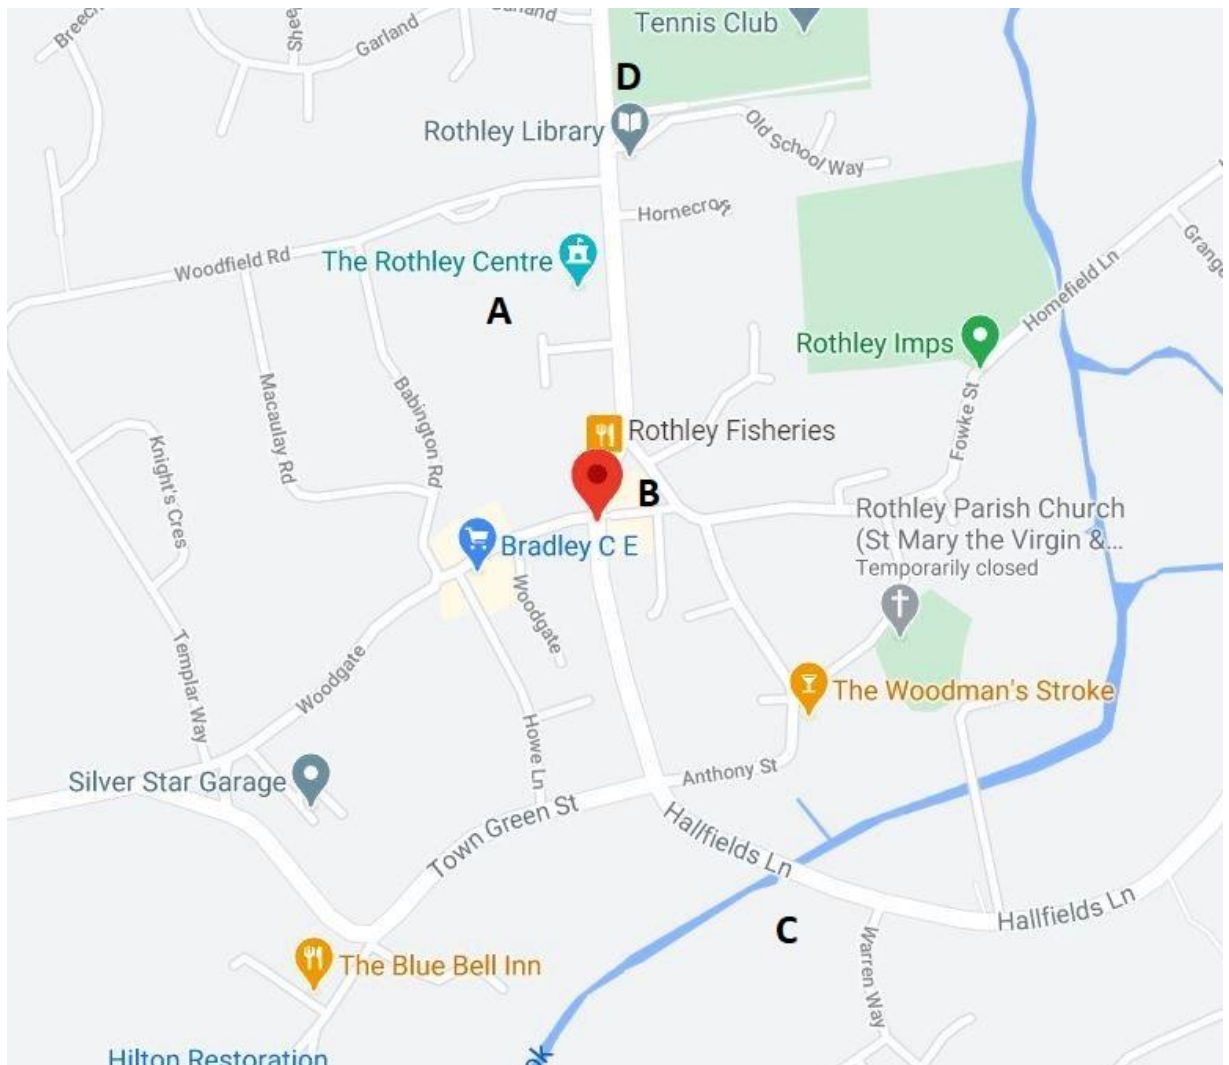 Tennis Club
Garland
D
Rothley Library
Old School Way
Woodfield Rd
The Rothley Centre
A
Homefield Ln
Rothley Imps
Macaulay Rd
Babington Rd
Knight's Cres
Fowke St
Rothley Fisheries
B
Rothley Parish Church
(St Mary the Virgin &...
Temporarily closed
Bradley C E
Woodgate
Templar Way
Woodgate
The Woodman's Stroke
Howe Ln
Silver Star Garage
Anthony St
Town Green St
Hallfields Ln
Hallfields Ln
C
Warren Way
The Blue Bell Inn
Hilton Restoration